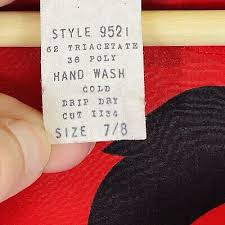 STYLE 9521
62 TRIACETATE
38 POLY
HAND WASH
COLD
DRIP DRY
CUT 1134
SIZE 7/8